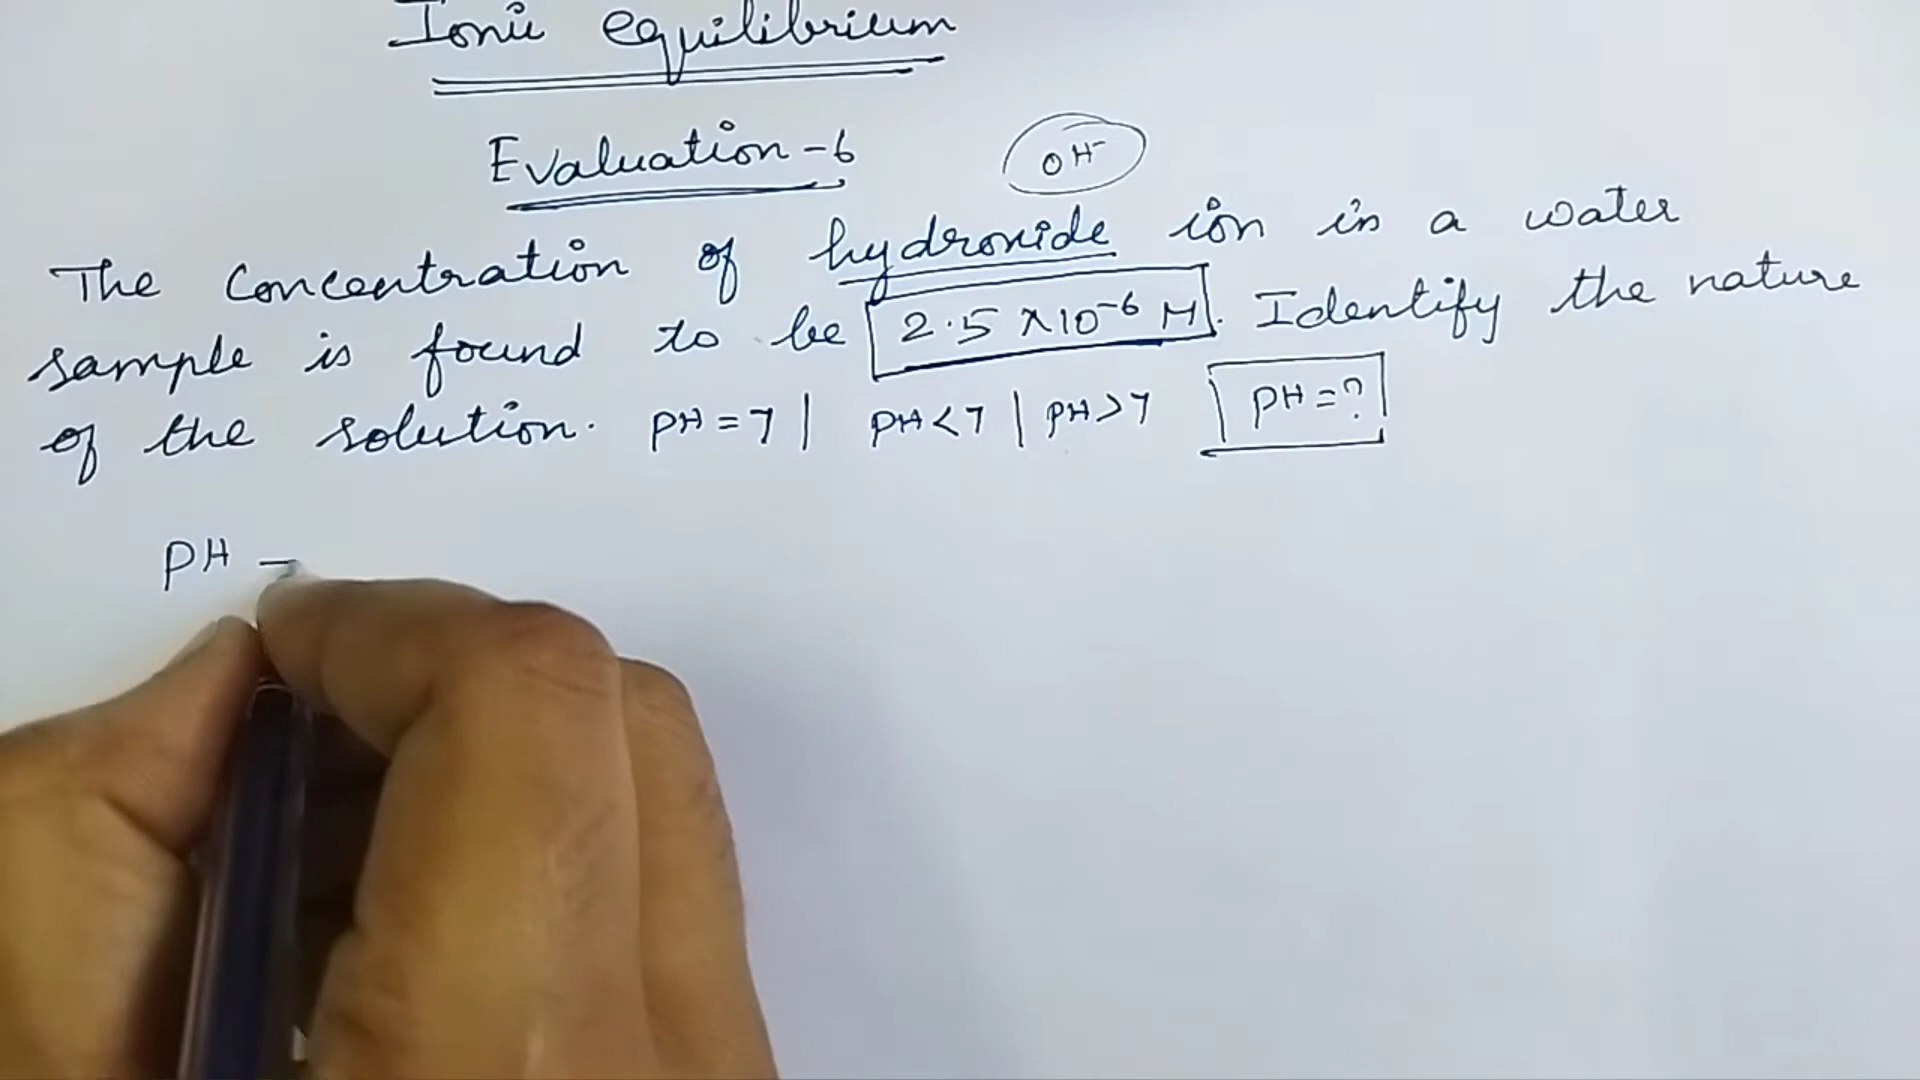 Ionic equilibrium
Evaluation-6
OH⁻
The concentration of hydroxide ion in a water
sample is found to be 2.5 ×10⁻⁶ M. Identify the nature
of the solution. PH = 7 | PH < 7 | PH > 7 PH = ?
PH –